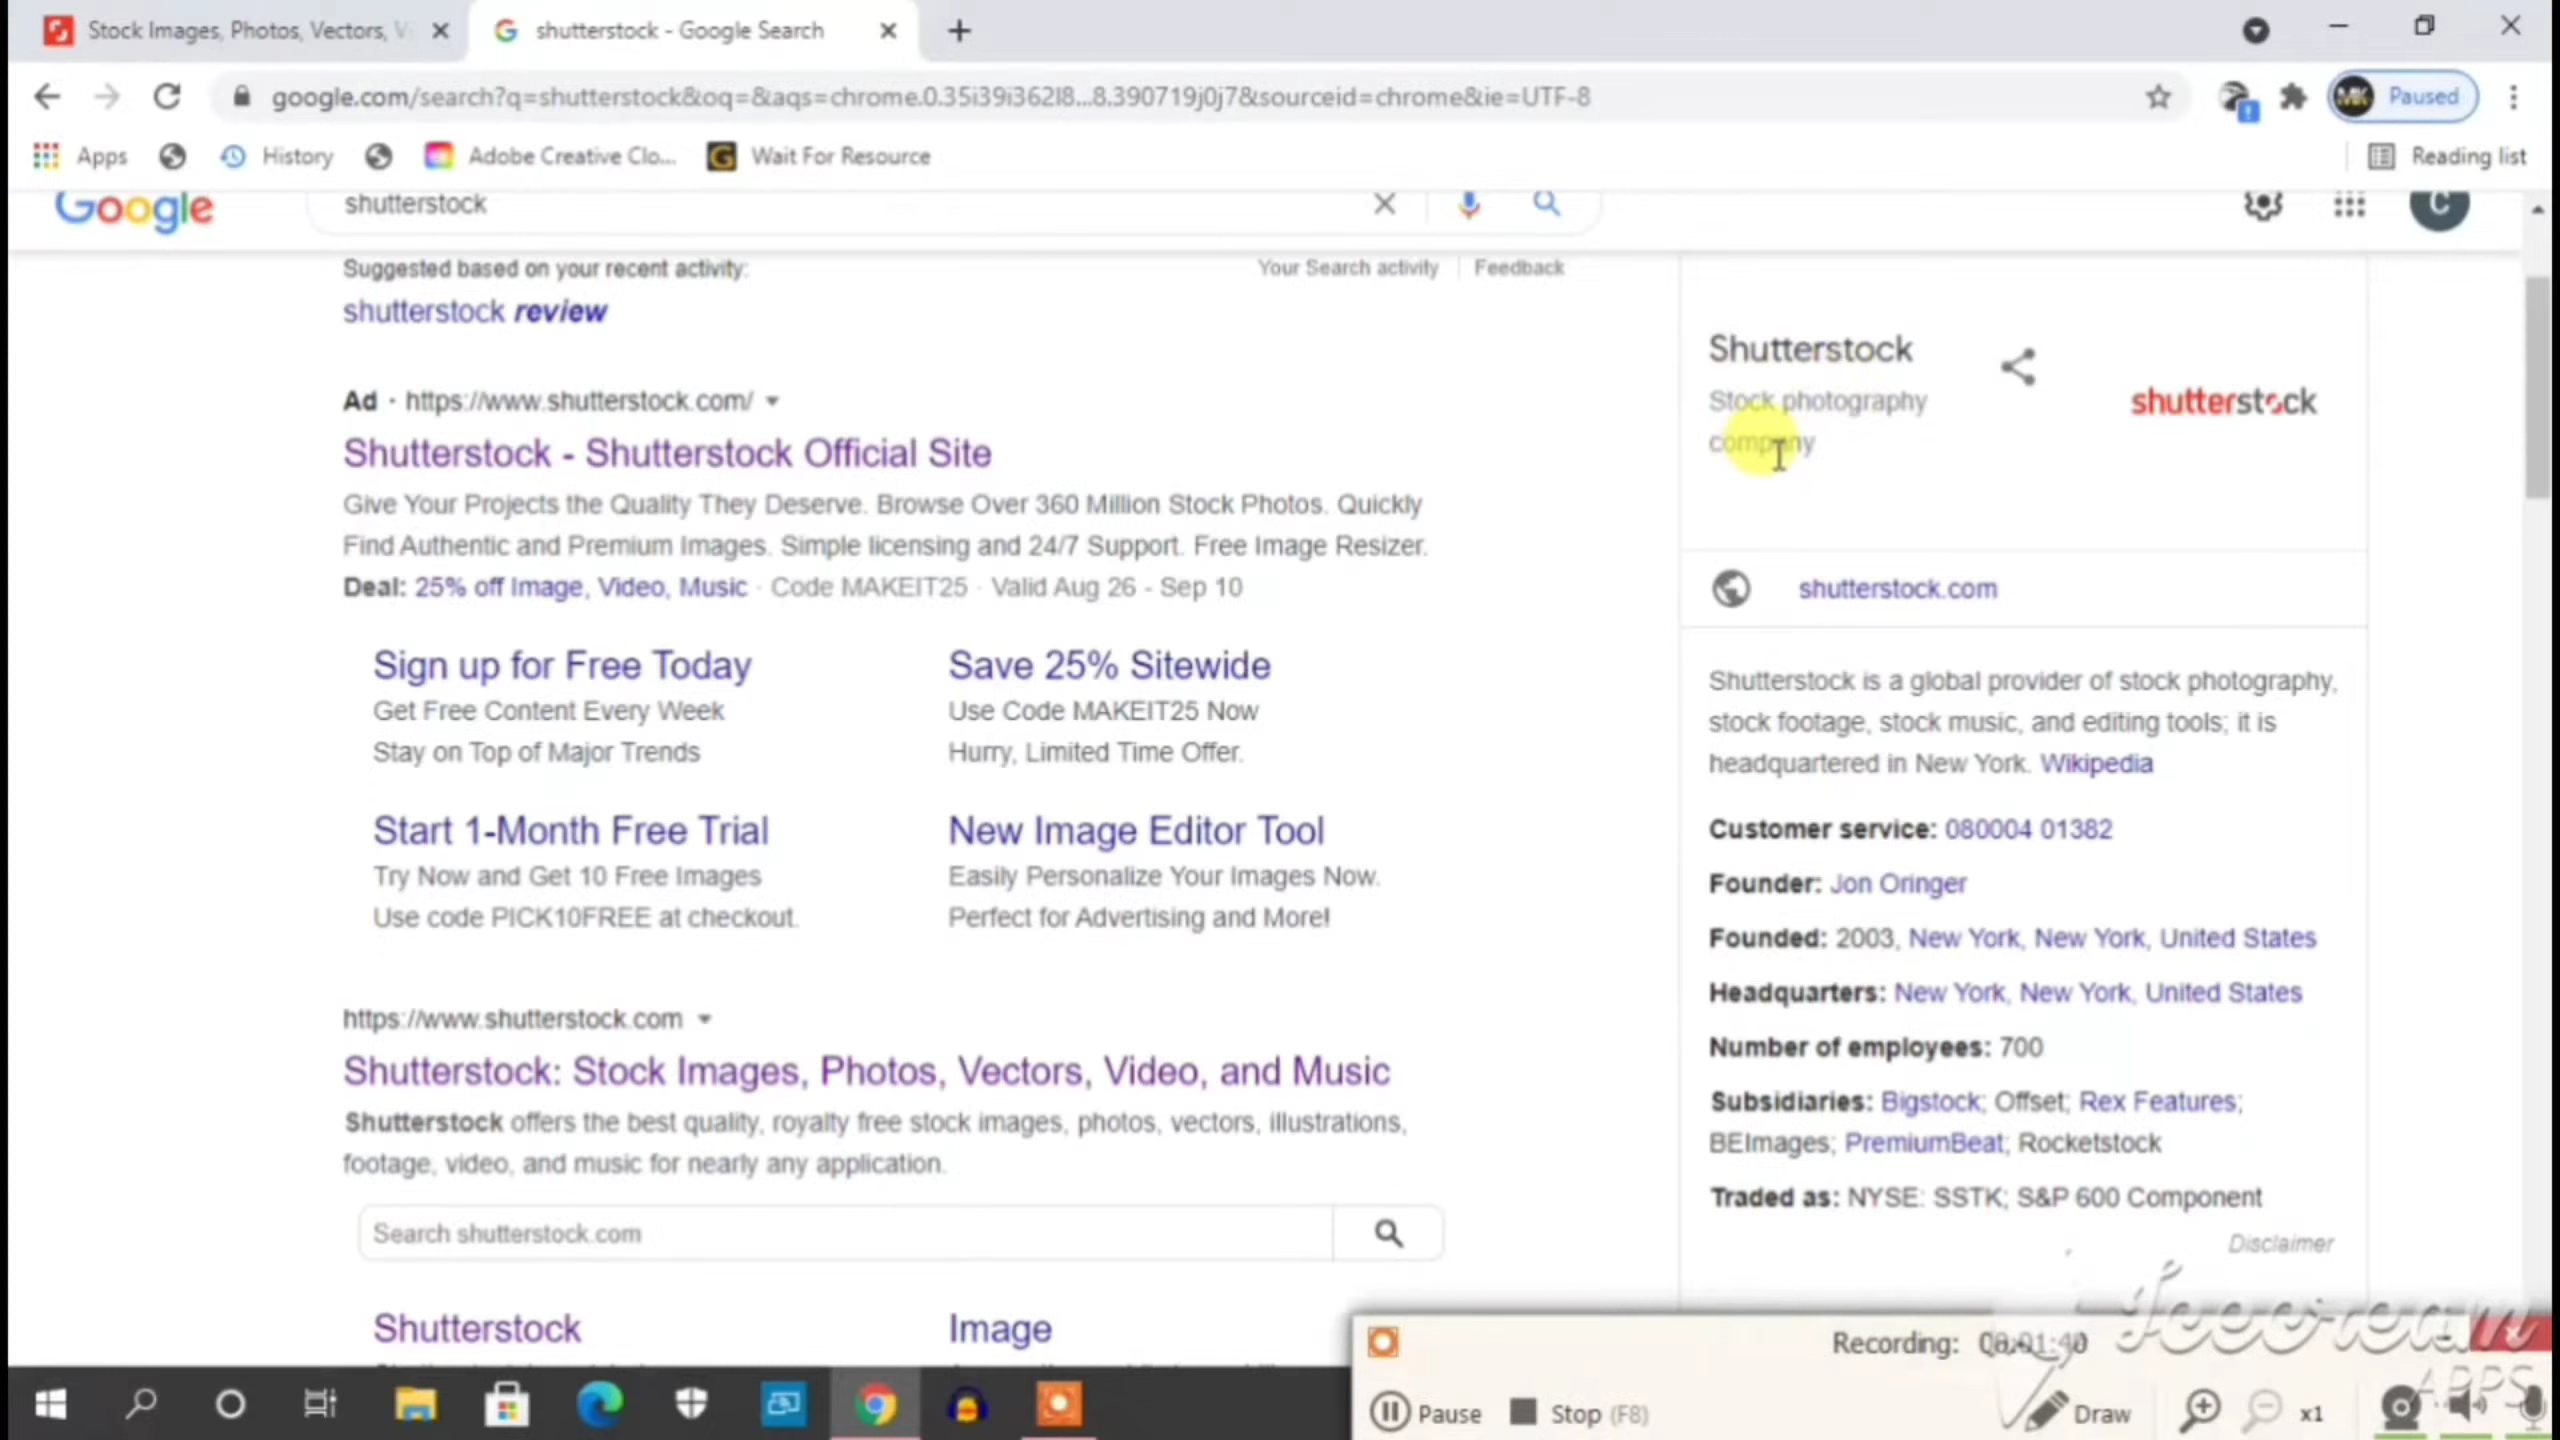 Stock Images, Photos, Vectors, V
shutterstock - Google Search
google.com/search?q=shutterstock&oq=&aqs=chrome.0.35i39i362l8...8.390719j0j7&sourceid=chrome&ie=UTF-8
Paused
Apps
History
Adobe Creative Clo...
Wait For Resource
Reading list
Google
shutterstock
C
Suggested based on your recent activity:
Your Search activity
Feedback
shutterstock review
Ad · https://www.shutterstock.com/
Shutterstock - Shutterstock Official Site
Give Your Projects the Quality They Deserve. Browse Over 360 Million Stock Photos. Quickly
Find Authentic and Premium Images. Simple licensing and 24/7 Support. Free Image Resizer.
Deal: 25% off Image, Video, Music · Code MAKEIT25 · Valid Aug 26 - Sep 10
Sign up for Free Today
Get Free Content Every Week
Stay on Top of Major Trends
Save 25% Sitewide
Use Code MAKEIT25 Now
Hurry, Limited Time Offer.
Start 1-Month Free Trial
Try Now and Get 10 Free Images
Use code PICK10FREE at checkout.
New Image Editor Tool
Easily Personalize Your Images Now.
Perfect for Advertising and More!
https://www.shutterstock.com
Shutterstock: Stock Images, Photos, Vectors, Video, and Music
Shutterstock offers the best quality, royalty free stock images, photos, vectors, illustrations,
footage, video, and music for nearly any application.
Search shutterstock.com
Shutterstock
Image
Shutterstock
Stock photography
company
shutterstock
shutterstock.com
Shutterstock is a global provider of stock photography,
stock footage, stock music, and editing tools; it is
headquartered in New York. Wikipedia
Customer service: 080004 01382
Founder: Jon Oringer
Founded: 2003, New York, New York, United States
Headquarters: New York, New York, United States
Number of employees: 700
Subsidiaries: Bigstock; Offset; Rex Features;
BEImages; PremiumBeat; Rocketstock
Traded as: NYSE: SSTK; S&P 600 Component
Disclaimer
Recording: 00:01:40
Pause
Stop (F8)
Draw
x1
APPS